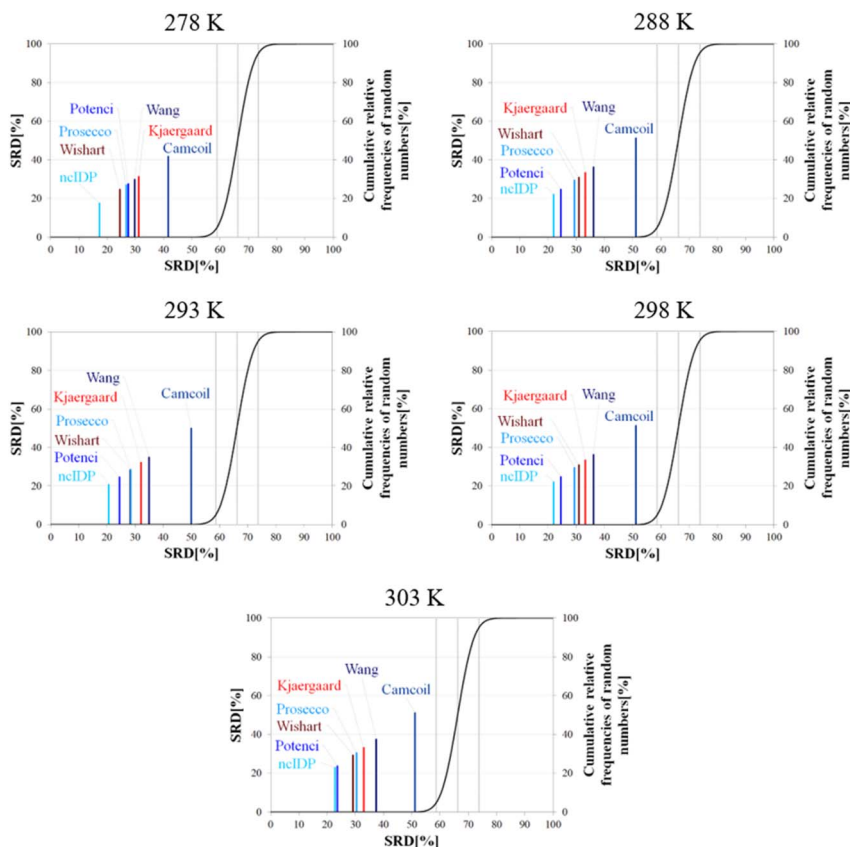 278 K
100
80
60
40
20
0
SRD[%]
Potenci
Wang
Prosecco
Kjaergaard
Wishart
Camcoil
ncIDP
100
80
60
40
20
0
Cumulative relative
frequencies of random
numbers[%]
0 10 20 30 40 50 60 70 80 90 100
SRD[%]
288 K
100
80
60
40
20
0
SRD[%]
Kjaergaard
Wang
Wishart
Camcoil
Prosecco
Potenci
ncIDP
100
80
60
40
20
0
Cumulative relative
frequencies of random
numbers[%]
0 10 20 30 40 50 60 70 80 90 100
SRD[%]
293 K
100
80
60
40
20
0
SRD[%]
Wang
Kjaergaard
Camcoil
Prosecco
Wishart
Potenci
ncIDP
100
80
60
40
20
0
Cumulative relative
frequencies of random
numbers[%]
0 10 20 30 40 50 60 70 80 90 100
SRD[%]
298 K
100
80
60
40
20
0
SRD[%]
Kjaergaard
Wang
Wishart
Camcoil
Prosecco
Potenci
ncIDP
100
80
60
40
20
0
Cumulative relative
frequencies of random
numbers[%]
0 10 20 30 40 50 60 70 80 90 100
SRD[%]
303 K
100
80
60
40
20
0
SRD[%]
Wang
Kjaergaard
Camcoil
Prosecco
Wishart
Potenci
ncIDP
100
80
60
40
20
0
Cumulative relative
frequencies of random
numbers[%]
0 10 20 30 40 50 60 70 80 90 100
SRD[%]